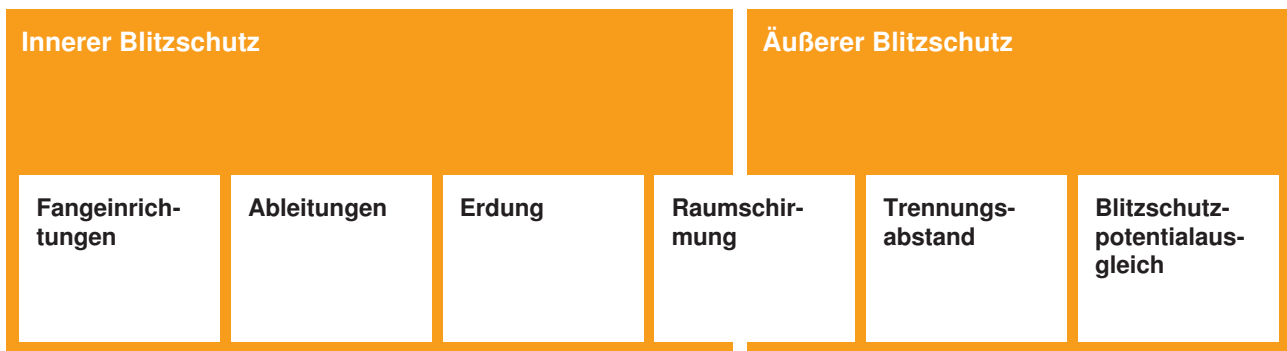 Innerer Blitzschutz
Äußerer Blitzschutz
Fangeinrich-
tungen
Ableitungen
Erdung
Raumschir-
mung
Trennungs-
abstand
Blitzschutz-
potentialaus-
gleich